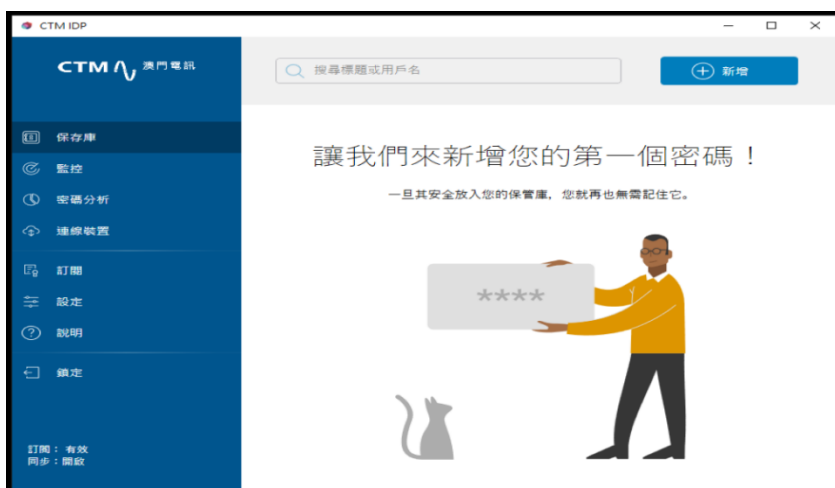 CTM IDP
CTM 澳門電訊
搜尋標題或用戶名
新增
保存庫
監控
密碼分析
連線裝置
訂閱
設定
說明
鎖定
訂閱：有效
同步：開啟
讓我們來新增您的第一個密碼！
一旦其安全放入您的保管庫，您就再也無需記住它。
****